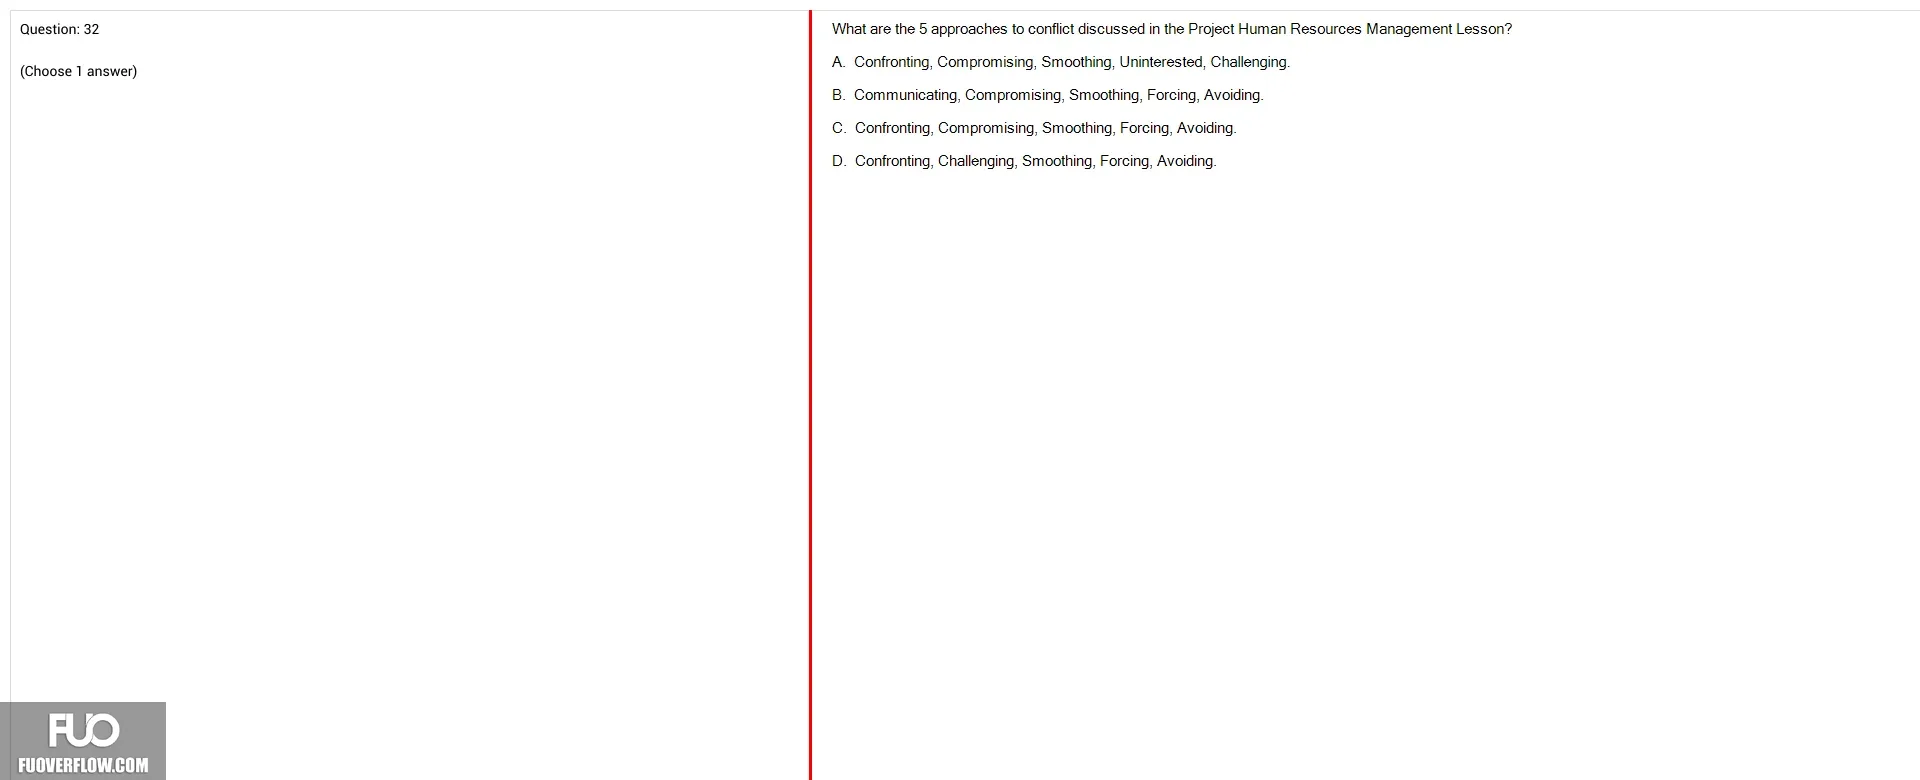 Question: 32
(Choose 1 answer)
What are the 5 approaches to conflict discussed in the Project Human Resources Management Lesson?
A. Confronting, Compromising, Smoothing, Uninterested, Challenging.
B. Communicating, Compromising, Smoothing, Forcing, Avoiding.
C. Confronting, Compromising, Smoothing, Forcing, Avoiding.
D. Confronting, Challenging, Smoothing, Forcing, Avoiding.
FUO
FUOVERFLOW.COM